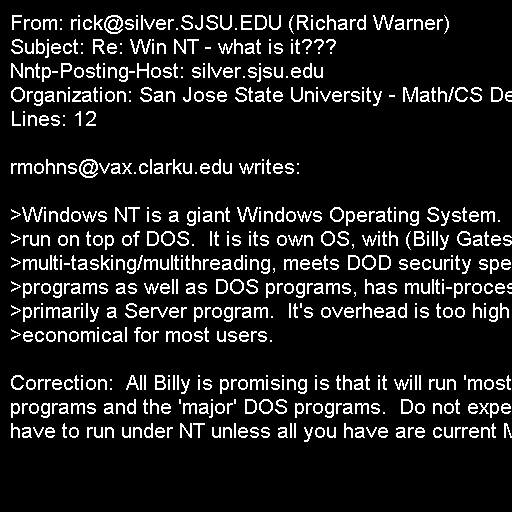 From: rick@silver.SJSU.EDU (Richard Warner)
Subject: Re: Win NT - what is it???
Nntp-Posting-Host: silver.sjsu.edu
Organization: San Jose State University - Math/CS De
Lines: 12

rmohns@vax.clarku.edu writes:

>Windows NT is a giant Windows Operating System.
>run on top of DOS.  It is its own OS, with (Billy Gates
>multi-tasking/multithreading, meets DOD security spe
>programs as well as DOS programs, has multi-proces
>primarily a Server program.  It's overhead is too high
>economical for most users.

Correction:  All Billy is promising is that it will run 'most
programs and the 'major' DOS programs.  Do not expe
have to run under NT unless all you have are current M